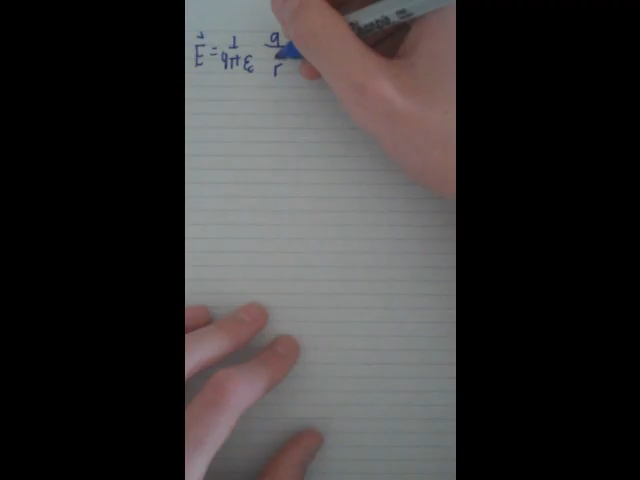 E⃗ = 1/4πε q/r